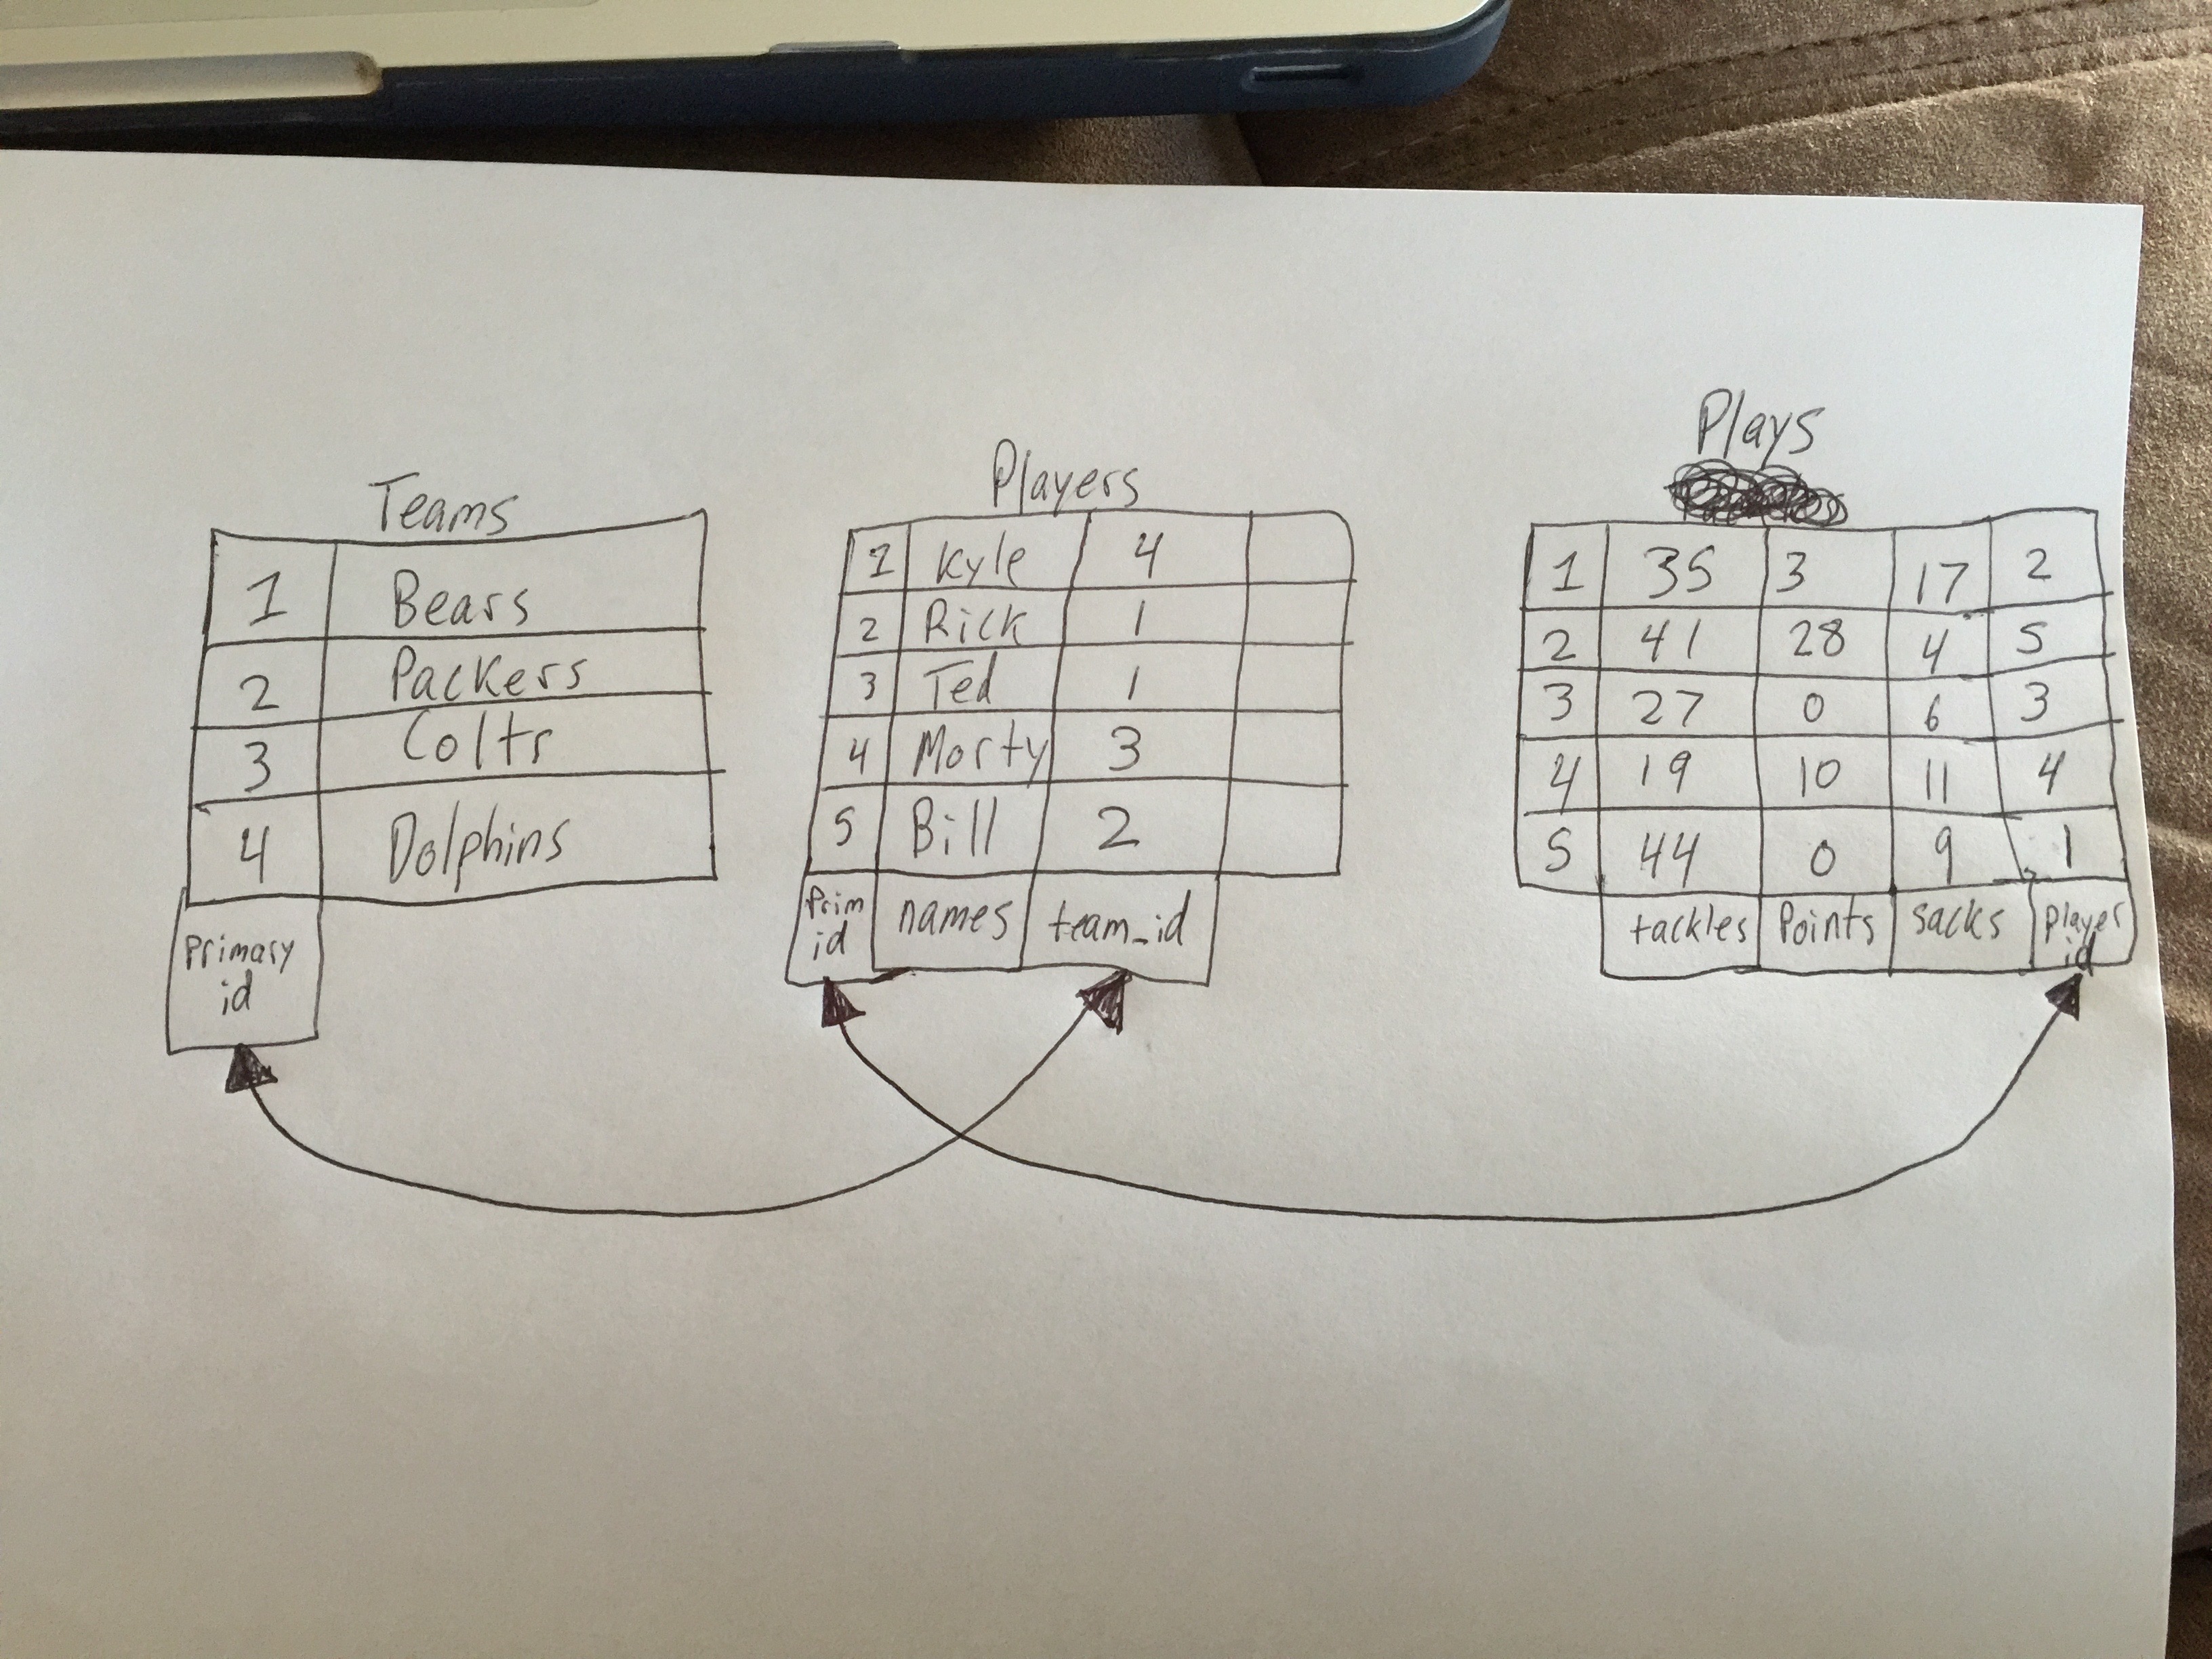 Teams
1 Bears
2 Packers
3 Colts
4 Dolphins
Primary
id
Players
1 Kyle 4
2 Rick 1
3 Ted 1
4 Morty 3
5 Bill 2
Prim
id
names team_id
Plays
1 35 3 17 2
2 41 28 4 5
3 27 0 6 3
4 19 10 11 4
5 44 0 9 1
tackles Points sacks Player
id